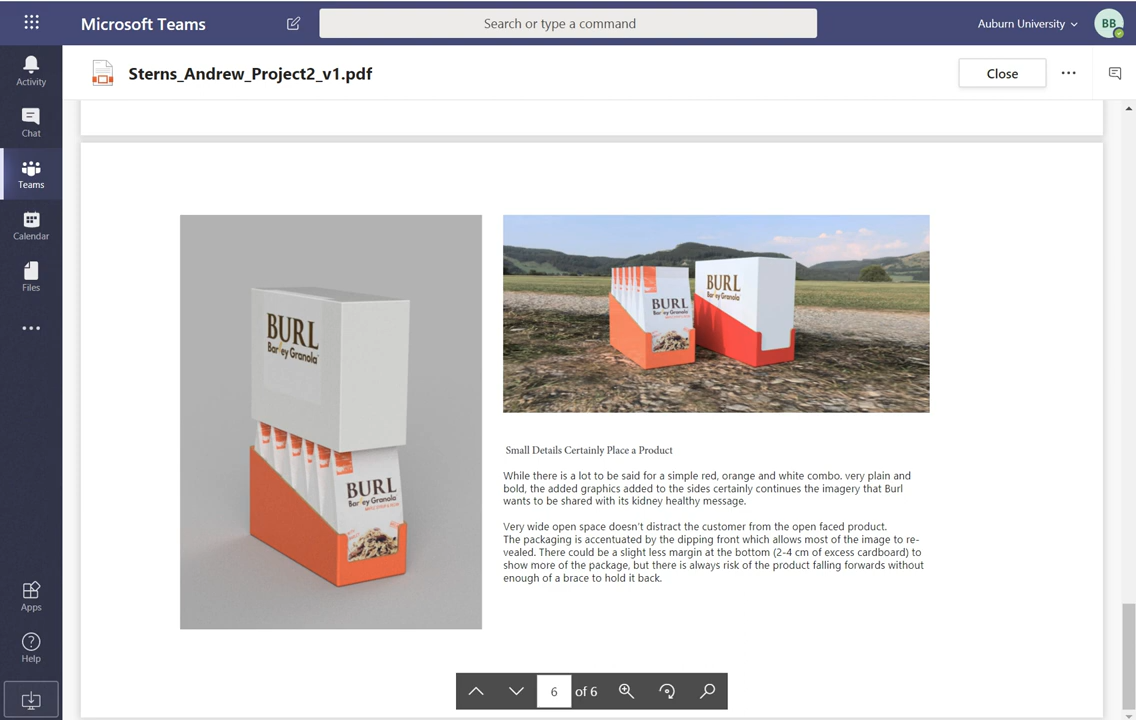 Microsoft Teams
Search or type a command
Auburn University
BB
Activity
Chat
Teams
Calendar
Files
Apps
Help
Sterns_Andrew_Project2_v1.pdf
Close
BURL
Barley Granola
BURL
Barley Granola
BURL
Barley Granola
BURL
Barley Granola
Small Details Certainly Place a Product
While there is a lot to be said for a simple red, orange and white combo. very plain and
bold, the added graphics added to the sides certainly continues the imagery that Burl
wants to be shared with its kidney healthy message.
Very wide open space doesn't distract the customer from the open faced product.
The packaging is accentuated by the dipping front which allows most of the image to re-
vealed. There could be a slight less margin at the bottom (2-4 cm of excess cardboard) to
show more of the package, but there is always risk of the product falling forwards without
enough of a brace to hold it back.
6 of 6